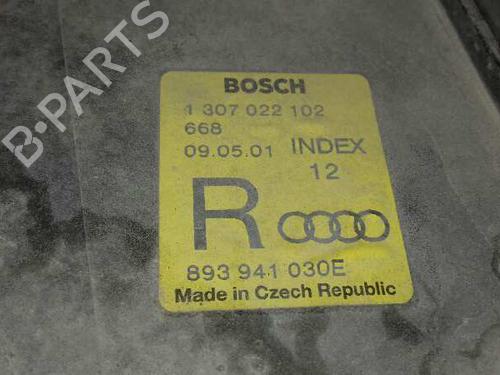 BOSCH
1 307 022 102
668
09.05.01 INDEX
12
R
893 941 030E
Made in Czech Republic
B-PARTS